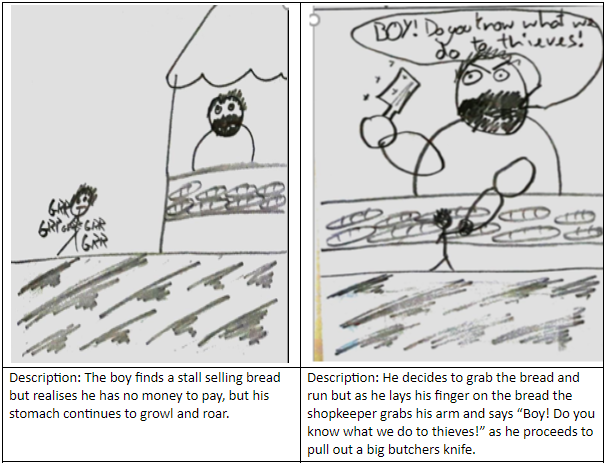 BOY! Do you know what we
do to thieves!
GRR
GRR GRR
GRR
Description: The boy finds a stall selling bread
but realises he has no money to pay, but his
stomach continues to growl and roar.
Description: He decides to grab the bread and
run but as he lays his finger on the bread the
shopkeeper grabs his arm and says “Boy! Do you
know what we do to thieves!” as he proceeds to
pull out a big butchers knife.